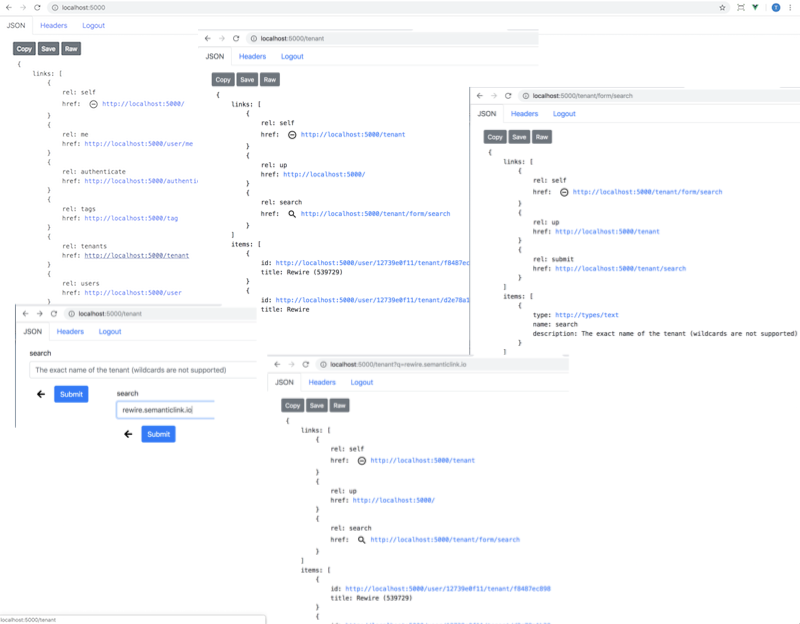 localhost:5000
JSON Headers Logout
Copy Save Raw
{
links: [
{
rel: self
href: http://localhost:5000/
}
{
rel: me
href: http://localhost:5000/user/me
}
{
rel: authenticate
href: http://localhost:5000/authenti
}
{
rel: tags
href: http://localhost:5000/tag
}
{
rel: tenants
href: http://localhost:5000/tenant
}
{
rel: users
href: http://localhost:5000/user
}
localhost:5000/tenant
JSON Headers Logout
Copy Save Raw
{
links: [
{
rel: self
href: http://localhost:5000/tenant
}
{
rel: up
href: http://localhost:5000/
}
{
rel: search
href: http://localhost:5000/tenant/form/search
}
]
items: [
{
id: http://localhost:5000/user/12739e0f11/tenant/f8487ec
title: Rewire (539729)
}
{
id: http://localhost:5000/user/12739e0f11/tenant/d2e78a1
title: Rewire
localhost:5000/tenant/form/search
JSON Headers Logout
Copy Save Raw
{
links: [
{
rel: self
href: http://localhost:5000/tenant/form/search
}
{
rel: up
href: http://localhost:5000/tenant
}
{
rel: submit
href: http://localhost:5000/tenant/search
}
]
items: [
{
type: http://types/text
name: search
description: The exact name of the tenant (wildcards are not supported)
}
]
localhost:5000/tenant
JSON Headers Logout
search
The exact name of the tenant (wildcards are not supported)
Submit
search
rewire.semanticlink.io
Submit
localhost:5000/tenant?q=rewire.semanticlink.io
JSON Headers Logout
Copy Save Raw
{
links: [
{
rel: self
href: http://localhost:5000/tenant
}
{
rel: up
href: http://localhost:5000/
}
{
rel: search
href: http://localhost:5000/tenant/form/search
}
]
items: [
{
id: http://localhost:5000/user/12739e0f11/tenant/f8487ec098
title: Rewire (539729)
}
{
localhost:5000/tenant